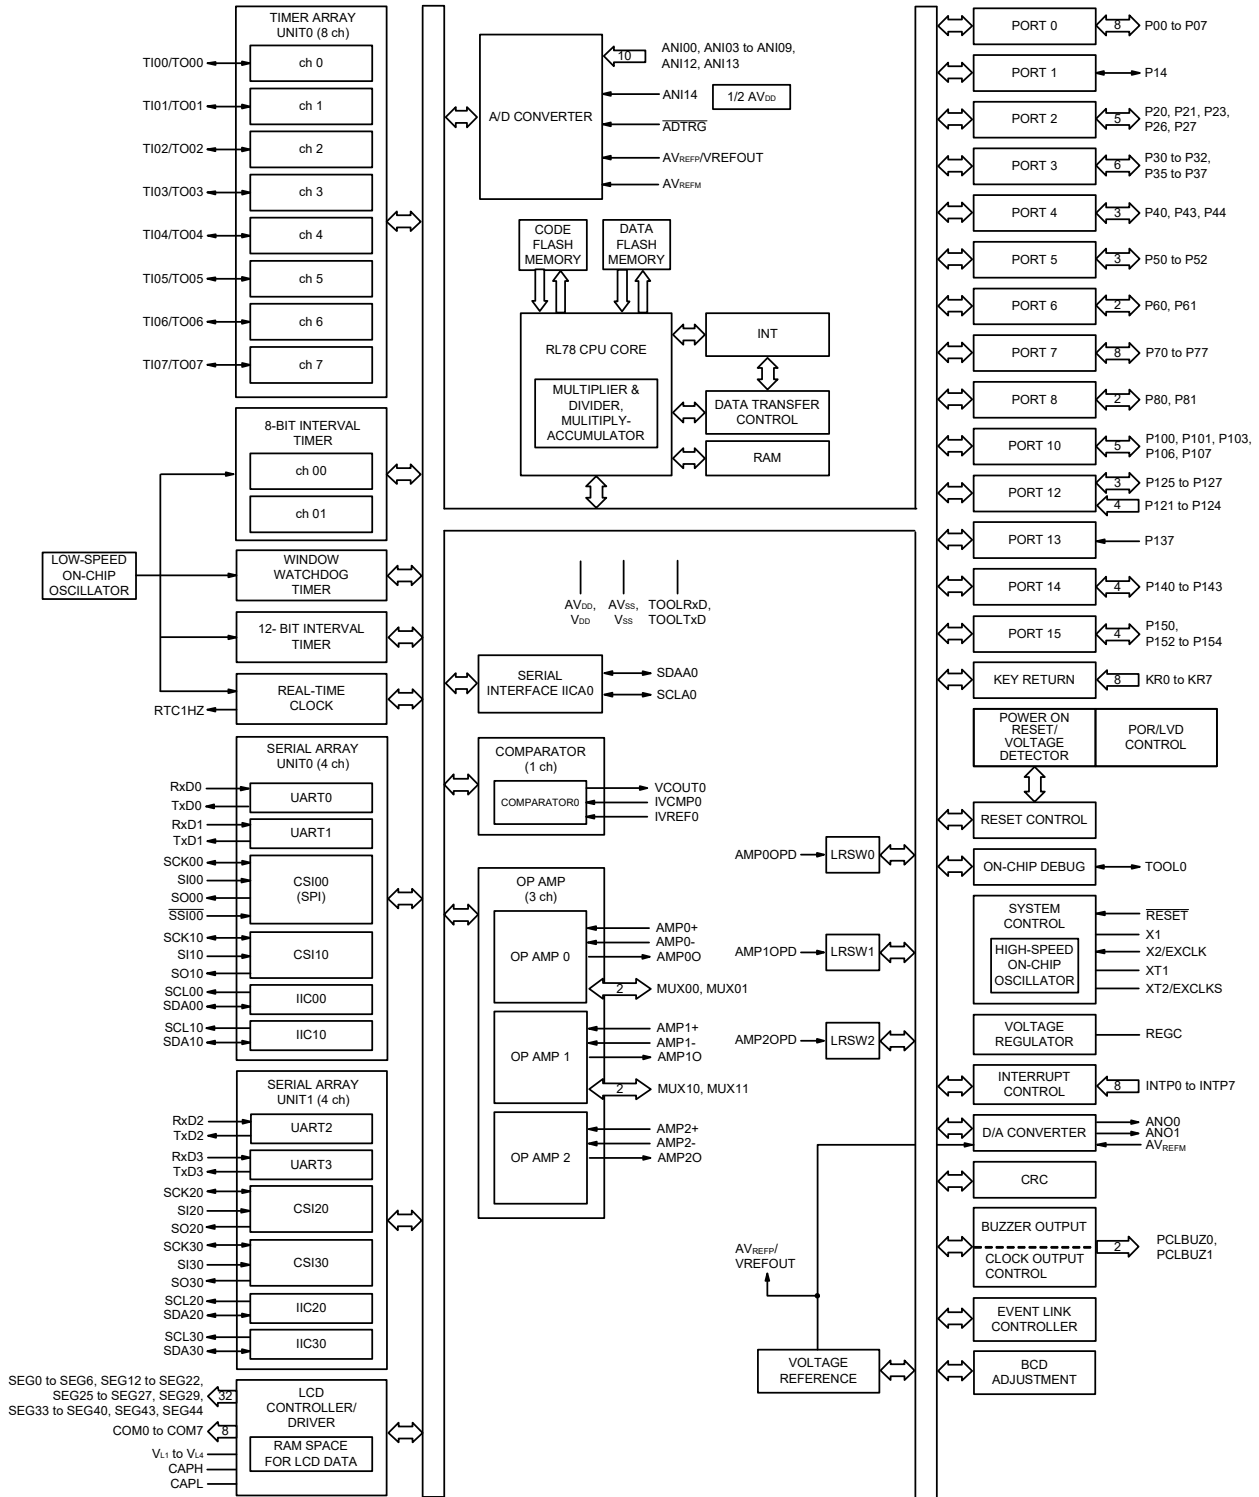 TIMER ARRAY
UNIT0 (8 ch)
TI00/TO00
ch 0
TI01/TO01
ch 1
TI02/TO02
ch 2
TI03/TO03
ch 3
TI04/TO04
ch 4
TI05/TO05
ch 5
TI06/TO06
ch 6
TI07/TO07
ch 7
8-BIT INTERVAL
TIMER
ch 00
ch 01
LOW-SPEED
ON-CHIP
OSCILLATOR
WINDOW
WATCHDOG
TIMER
12- BIT INTERVAL
TIMER
REAL-TIME
CLOCK
RTC1HZ
SERIAL ARRAY
UNIT0 (4 ch)
RxD0
TxD0
UART0
RxD1
TxD1
UART1
SCK00
SI00
SO00
SSI00
CSI00
(SPI)
SCK10
SI10
SO10
CSI10
SCL00
SDA00
IIC00
SCL10
SDA10
IIC10
SERIAL ARRAY
UNIT1 (4 ch)
RxD2
TxD2
UART2
RxD3
TxD3
UART3
SCK20
SI20
SO20
CSI20
SCK30
SI30
SO30
CSI30
SCL20
SDA20
IIC20
SCL30
SDA30
IIC30
SEG0 to SEG6, SEG12 to SEG22,
SEG25 to SEG27, SEG29,
SEG33 to SEG40, SEG43, SEG44
32
COM0 to COM7
8
VL1 to VL4
CAPH
CAPL
LCD
CONTROLLER/
DRIVER
RAM SPACE
FOR LCD DATA
A/D CONVERTER
10
ANI00, ANI03 to ANI09,
ANI12, ANI13
ANI14
1/2 AVDD
ADTRG
AVREFP/VREFOUT
AVREFM
CODE
FLASH
MEMORY
DATA
FLASH
MEMORY
RL78 CPU CORE
MULTIPLIER &
DIVIDER,
MULITIPLY-
ACCUMULATOR
INT
DATA TRANSFER
CONTROL
RAM
AVDD,
VDD
AVSS,
VSS
TOOLRxD,
TOOLTxD
SERIAL
INTERFACE IICA0
SDAA0
SCLA0
COMPARATOR
(1 ch)
COMPARATOR0
VCOUT0
IVCMP0
IVREF0
OP AMP
(3 ch)
OP AMP 0
AMP0+
AMP0-
AMP0O
2
MUX00, MUX01
OP AMP 1
AMP1+
AMP1-
AMP1O
2
MUX10, MUX11
OP AMP 2
AMP2+
AMP2-
AMP2O
AMP0OPD
LRSW0
AMP1OPD
LRSW1
AMP2OPD
LRSW2
AVREFP/
VREFOUT
VOLTAGE
REFERENCE
PORT 0
8
P00 to P07
PORT 1
P14
PORT 2
5
P20, P21, P23,
P26, P27
PORT 3
6
P30 to P32,
P35 to P37
PORT 4
3
P40, P43, P44
PORT 5
3
P50 to P52
PORT 6
2
P60, P61
PORT 7
8
P70 to P77
PORT 8
2
P80, P81
PORT 10
5
P100, P101, P103,
P106, P107
PORT 12
3
P125 to P127
4
P121 to P124
PORT 13
P137
PORT 14
4
P140 to P143
PORT 15
4
P150,
P152 to P154
KEY RETURN
8
KR0 to KR7
POWER ON
RESET/
VOLTAGE
DETECTOR
POR/LVD
CONTROL
RESET CONTROL
ON-CHIP DEBUG
TOOL0
SYSTEM
CONTROL
HIGH-SPEED
ON-CHIP
OSCILLATOR
RESET
X1
X2/EXCLK
XT1
XT2/EXCLKS
VOLTAGE
REGULATOR
REGC
INTERRUPT
CONTROL
8
INTP0 to INTP7
D/A CONVERTER
ANO0
ANO1
AVREFM
CRC
BUZZER OUTPUT
CLOCK OUTPUT
CONTROL
2
PCLBUZ0,
PCLBUZ1
EVENT LINK
CONTROLLER
BCD
ADJUSTMENT